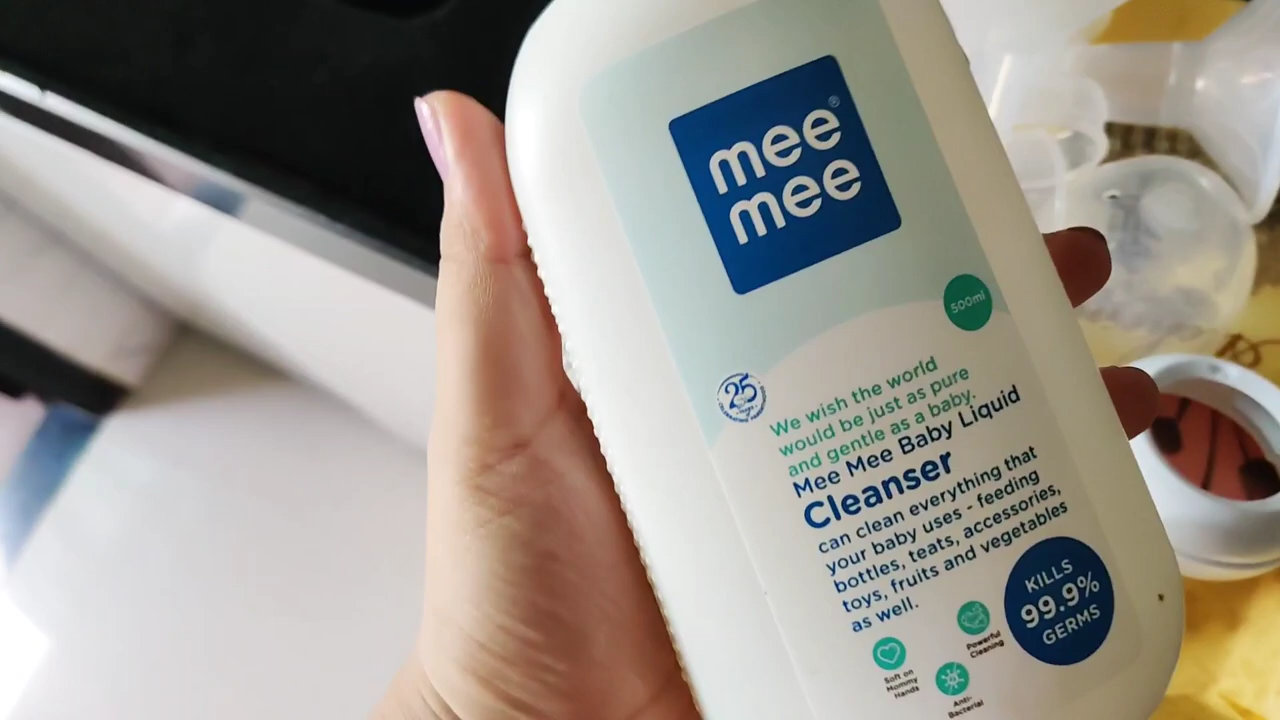 mee®
mee
500ml
25
We wish the world
would be just as pure
and gentle as a baby.
Mee Mee Baby Liquid
Cleanser
can clean everything that
your baby uses - feeding
bottles, teats, accessories,
toys, fruits and vegetables
as well.
KILLS
99.9%
GERMS
Soft on
Mommy
Hands
Powerful
Cleaning
Anti-
Bacterial